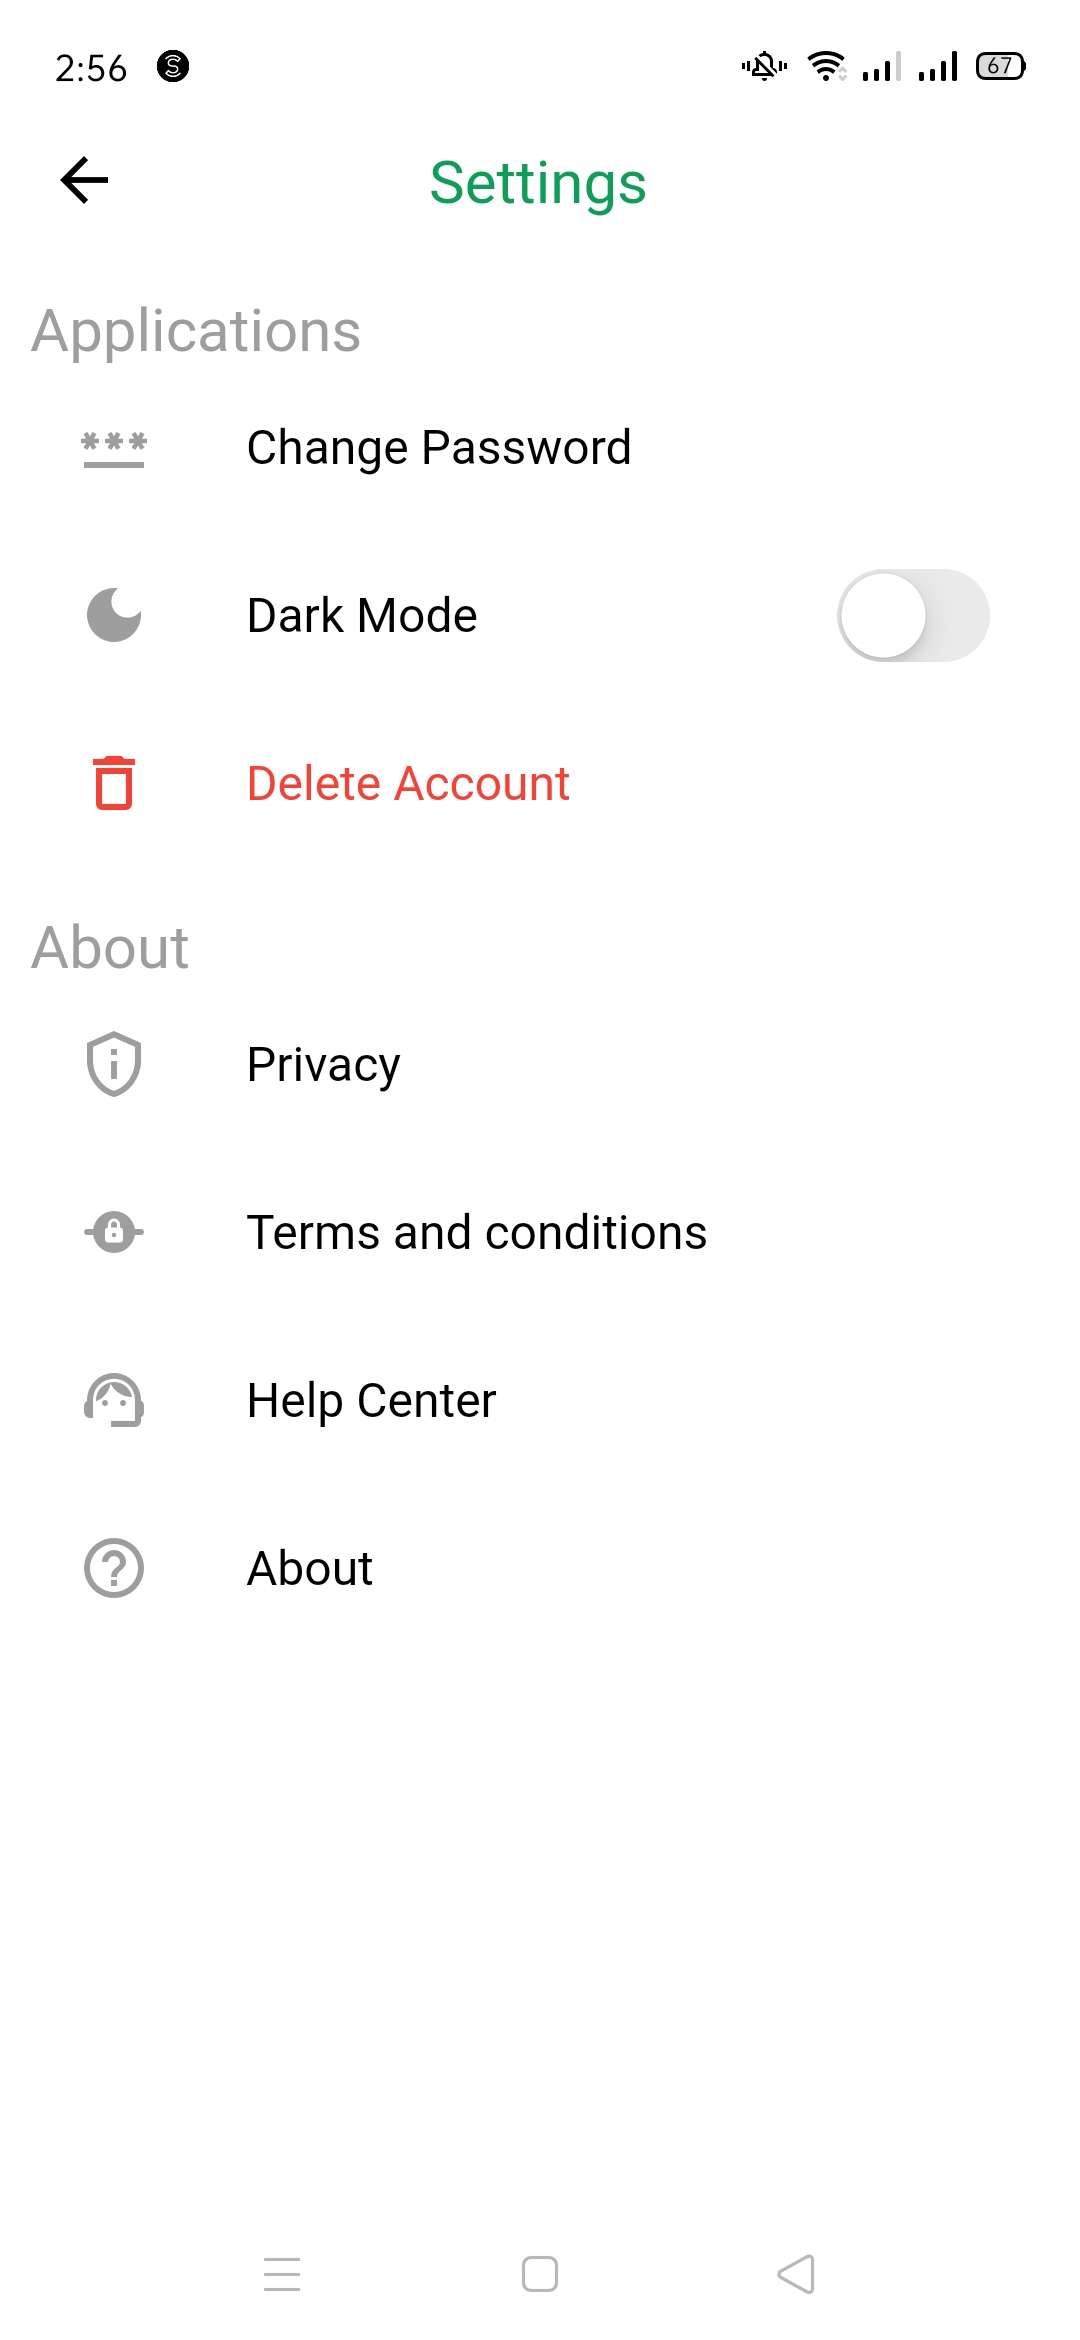 2:56 67
Settings
Applications
Change Password
Dark Mode
Delete Account
About
Privacy
Terms and conditions
Help Center
About